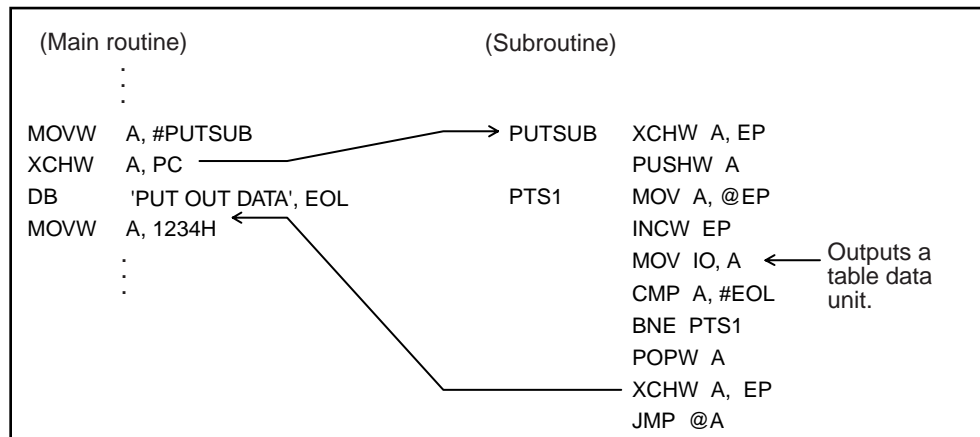 (Main routine)
.
.
.
MOVW A, #PUTSUB
XCHW A, PC
DB 'PUT OUT DATA', EOL
MOVW A, 1234H
.
.
.
(Subroutine)
PUTSUB XCHW A, EP
PUSHW A
PTS1 MOV A, @EP
INCW EP
MOV IO, A
CMP A, #EOL
BNE PTS1
POPW A
XCHW A, EP
JMP @A
Outputs a
table data
unit.